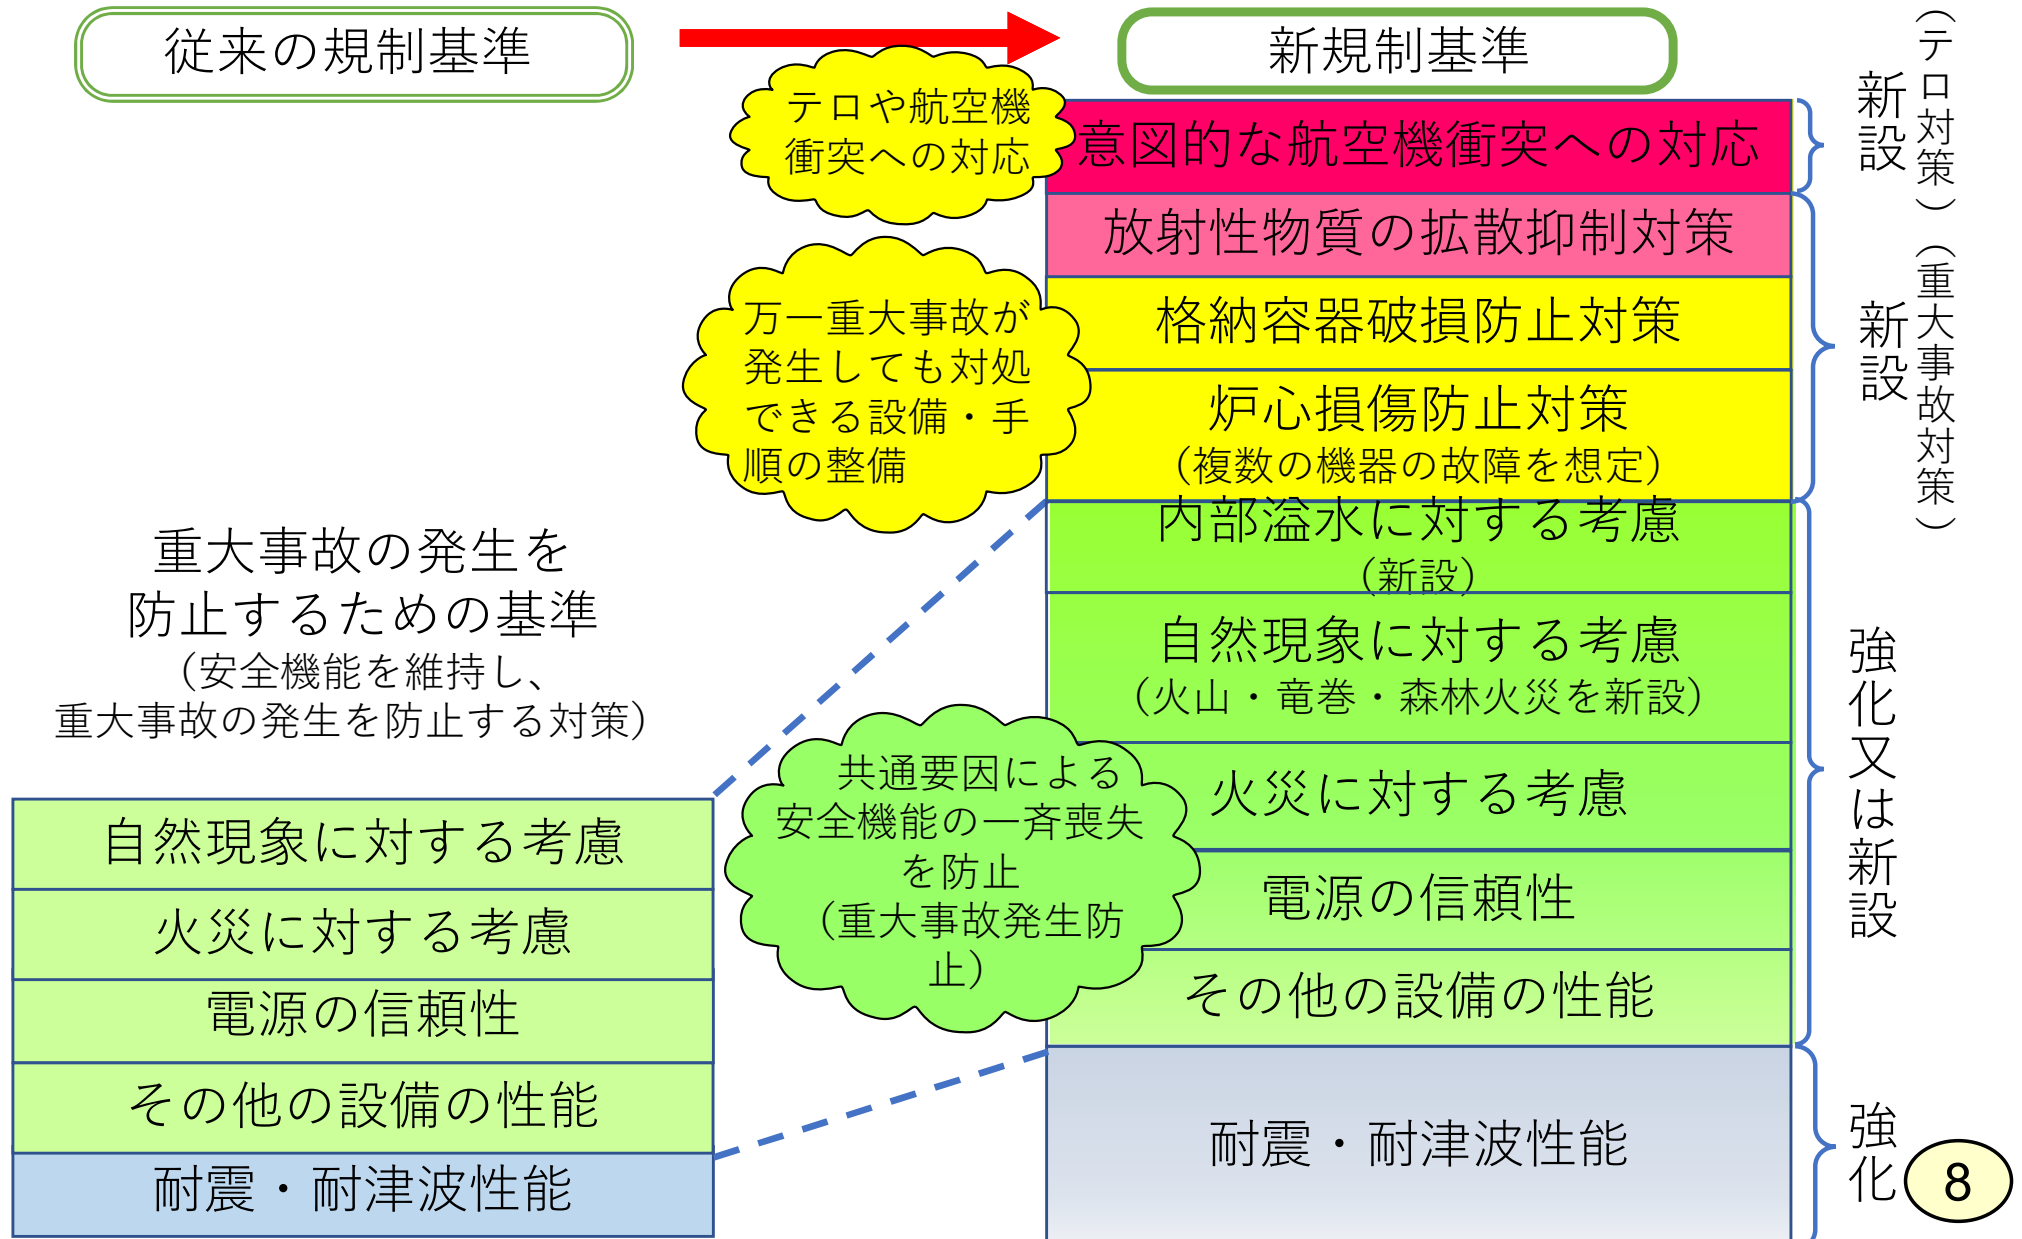 従来の規制基準
新規制基準
重大事故の発生を
防止するための基準
（安全機能を維持し、
重大事故の発生を防止する対策）
自然現象に対する考慮
火災に対する考慮
電源の信頼性
その他の設備の性能
耐震・耐津波性能
テロや航空機
衝突への対応
万一重大事故が
発生しても対処
できる設備・手
順の整備
共通要因による
安全機能の一斉喪失
を防止
（重大事故発生防
止）
意図的な航空機衝突への対応
放射性物質の拡散抑制対策
格納容器破損防止対策
炉心損傷防止対策
（複数の機器の故障を想定）
内部溢水に対する考慮
（新設）
自然現象に対する考慮
（火山・竜巻・森林火災を新設）
火災に対する考慮
電源の信頼性
その他の設備の性能
耐震・耐津波性能
（テロ対策）
新設
（重大事故対策）
新設
強化又は新設
強化
8